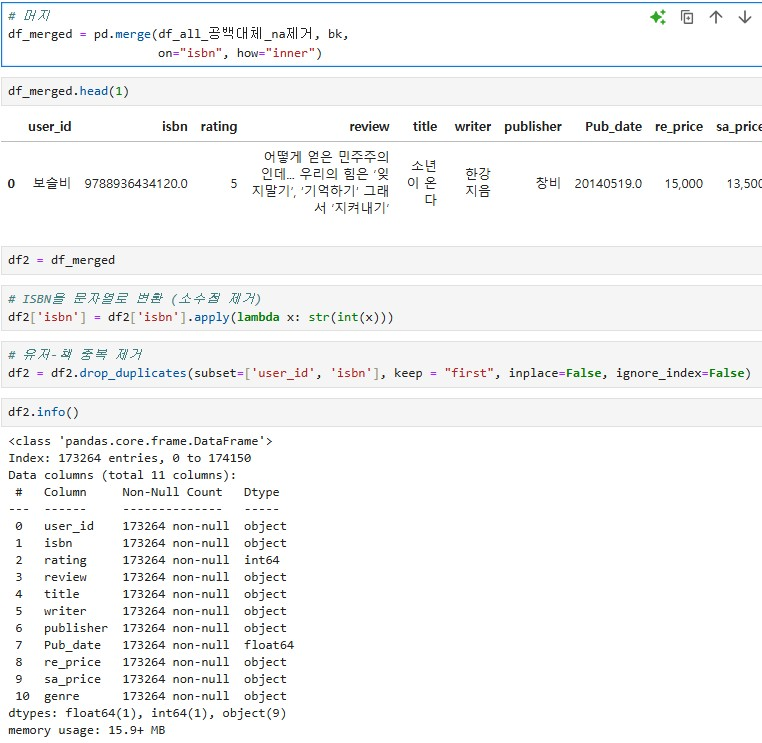 # 머지
df_merged = pd.merge(df_all_공백대체_na제거, bk,
on="isbn", how="inner")
df_merged.head(1)
user_id isbn rating review title writer publisher Pub_date re_price sa_price
0 보슬비 9788936434120.0 5 어떻게 얻은 민주주의
인데... 우리의 힘은 '잊
지말기', '기억하기' 그래
서 '지켜내기' 소년
이 온
다 한강
지음 창비 20140519.0 15,000 13,500
df2 = df_merged
# ISBN을 문자열로 변환 (소수점 제거)
df2['isbn'] = df2['isbn'].apply(lambda x: str(int(x)))
# 유저-책 중복 제거
df2 = df2.drop_duplicates(subset=['user_id', 'isbn'], keep = "first", inplace=False, ignore_index=False)
df2.info()
<class 'pandas.core.frame.DataFrame'>
Index: 173264 entries, 0 to 174150
Data columns (total 11 columns):
# Column Non-Null Count Dtype
--- ------ -------------- -----
0 user_id 173264 non-null object
1 isbn 173264 non-null object
2 rating 173264 non-null int64
3 review 173264 non-null object
4 title 173264 non-null object
5 writer 173264 non-null object
6 publisher 173264 non-null object
7 Pub_date 173264 non-null float64
8 re_price 173264 non-null object
9 sa_price 173264 non-null object
10 genre 173264 non-null object
dtypes: float64(1), int64(1), object(9)
memory usage: 15.9+ MB